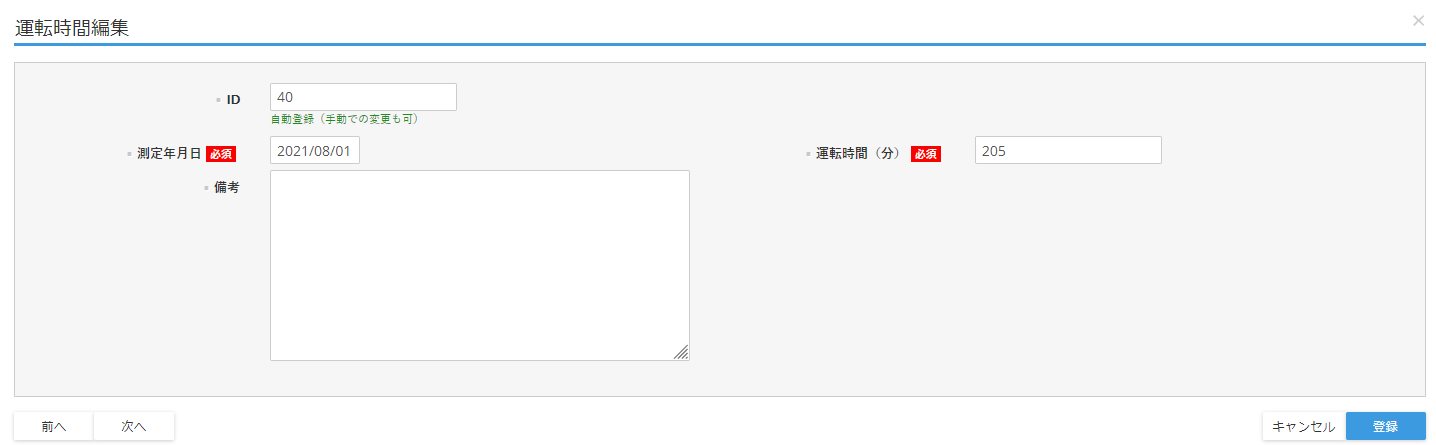 運転時間編集
×
ID
40
自動登録（手動での変更も可）
測定年月日 必須
2021/08/01
運転時間（分） 必須
205
備考
前へ
次へ
キャンセル
登録